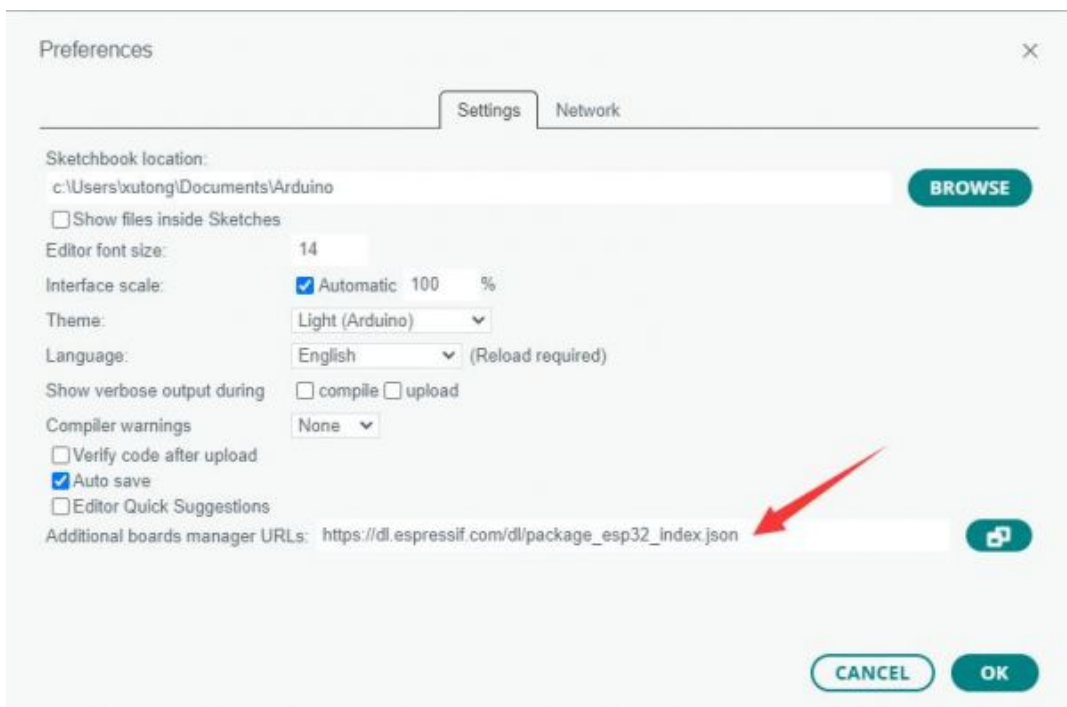 Preferences
Settings Network
Sketchbook location:
c:\Users\xutong\Documents\Arduino
BROWSE
Show files inside Sketches
Editor font size: 14
Interface scale: Automatic 100 %
Theme: Light (Arduino)
Language: English (Reload required)
Show verbose output during compile upload
Compiler warnings None
Verify code after upload
Auto save
Editor Quick Suggestions
Additional boards manager URLs: https://dl.espressif.com/dl/package_esp32_index.json
CANCEL OK